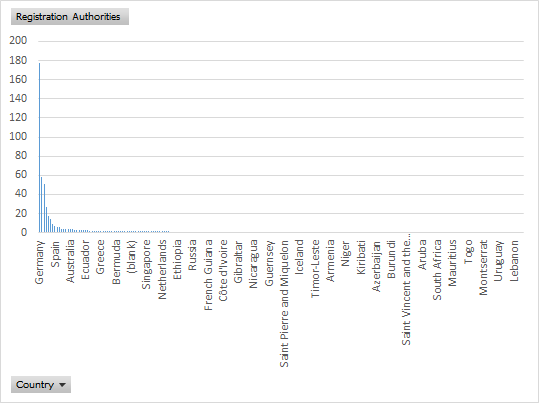 Registration Authorities
200
180
160
140
120
100
80
60
40
20
0
Germany
Spain
Australia
Ecuador
Greece
Bermuda
(blank)
Singapore
Netherlands
Ethiopia
Russia
French Guiana
Côte d'Ivoire
Gibraltar
Nicaragua
Guernsey
Saint Pierre and Miquelon
Iceland
Timor-Leste
Armenia
Niger
Kiribati
Azerbaijan
Burundi
Saint Vincent and the...
Aruba
South Africa
Mauritius
Togo
Montserrat
Uruguay
Lebanon
Country